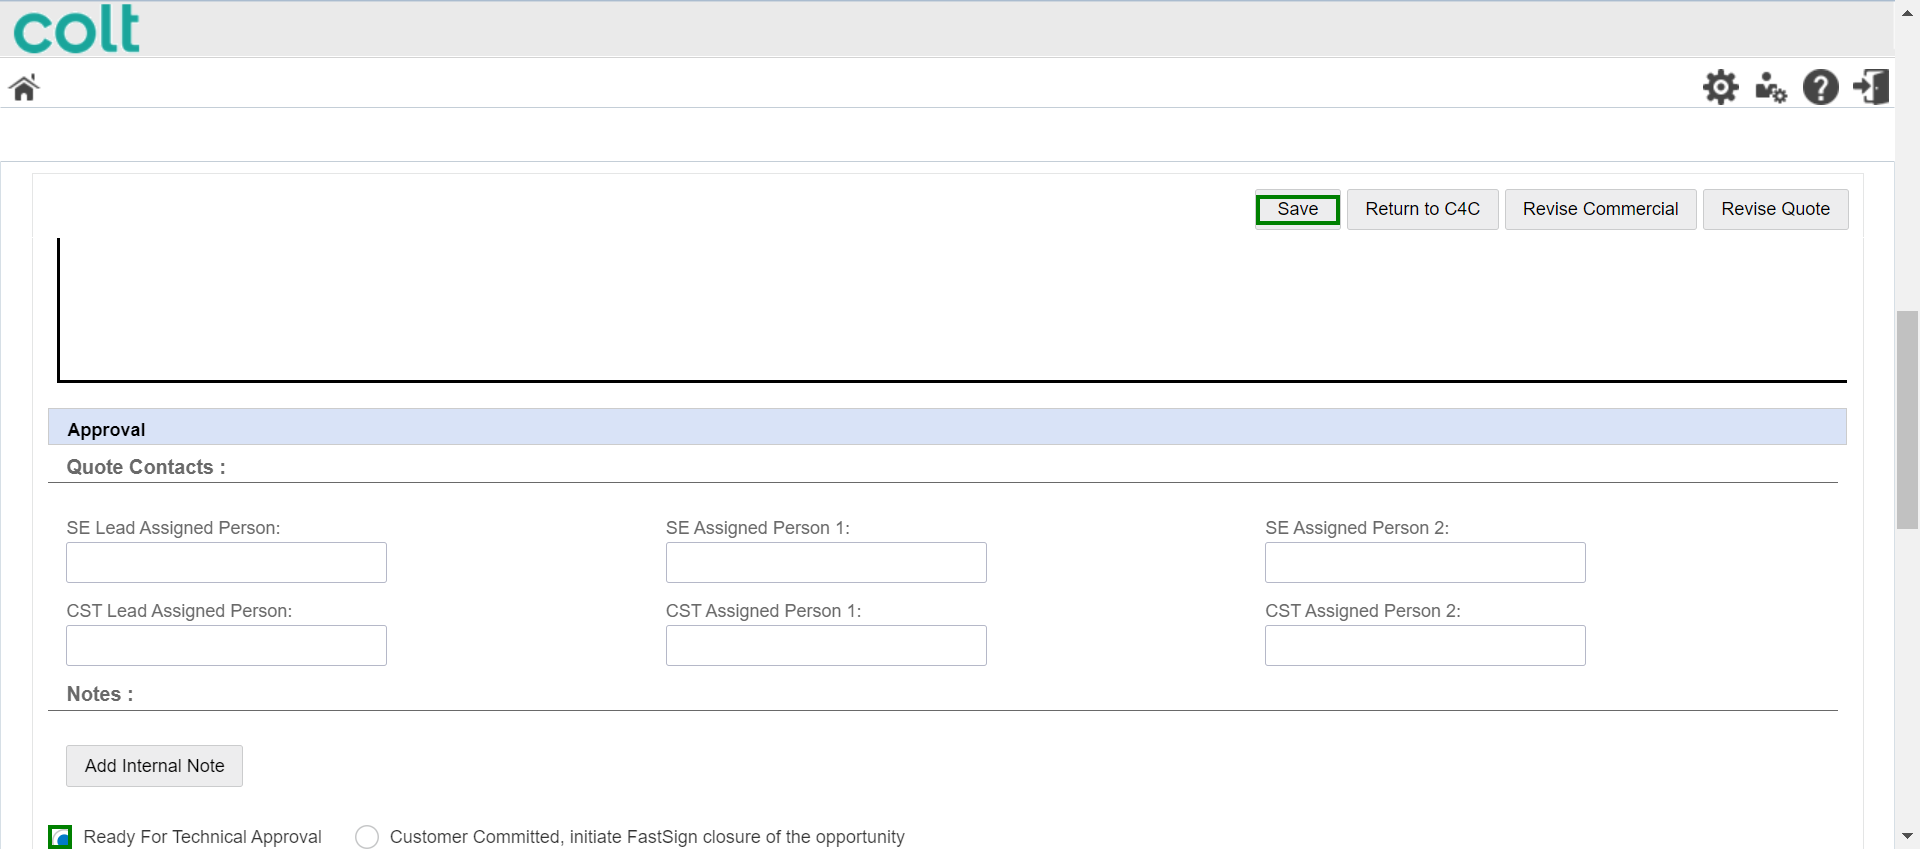 colt
Save Return to C4C Revise Commercial Revise Quote
Approval
Quote Contacts :
SE Lead Assigned Person: SE Assigned Person 1: SE Assigned Person 2:
CST Lead Assigned Person: CST Assigned Person 1: CST Assigned Person 2:
Notes :
Add Internal Note
Ready For Technical Approval Customer Committed, initiate FastSign closure of the opportunity